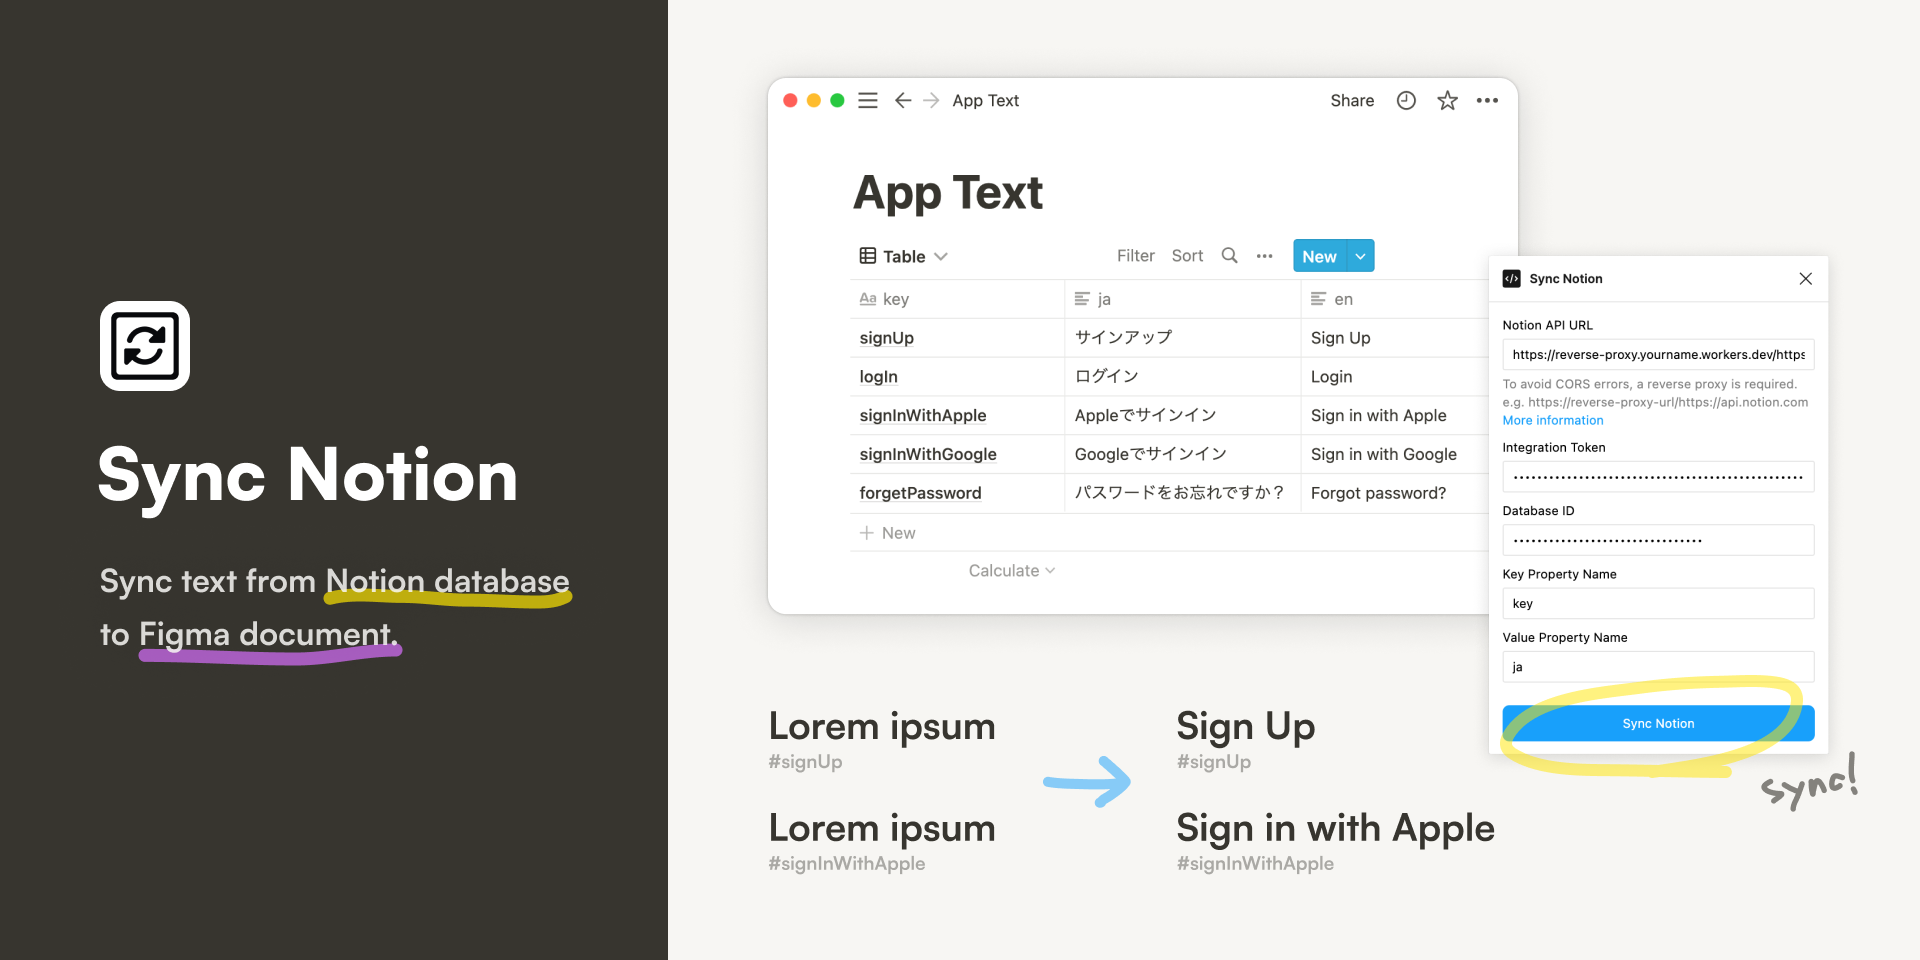 Sync Notion
Sync text from Notion database
to Figma document.
App Text
Share
App Text
Table
Filter Sort
New
Aa key ja en
signUp サインアップ Sign Up
logIn ログイン Login
signInWithApple Appleでサインイン Sign in with Apple
signInWithGoogle Googleでサインイン Sign in with Google
forgetPassword パスワードをお忘れですか？ Forgot password?
New
Calculate
Sync Notion
Notion API URL
https://reverse-proxy.yourname.workers.dev/https
To avoid CORS errors, a reverse proxy is required.
e.g. https://reverse-proxy-url/https://api.notion.com
More information
Integration Token
Database ID
Key Property Name
key
Value Property Name
ja
Sync Notion
sync!
Lorem ipsum
#signUp
Lorem ipsum
#signInWithApple
Sign Up
#signUp
Sign in with Apple
#signInWithApple